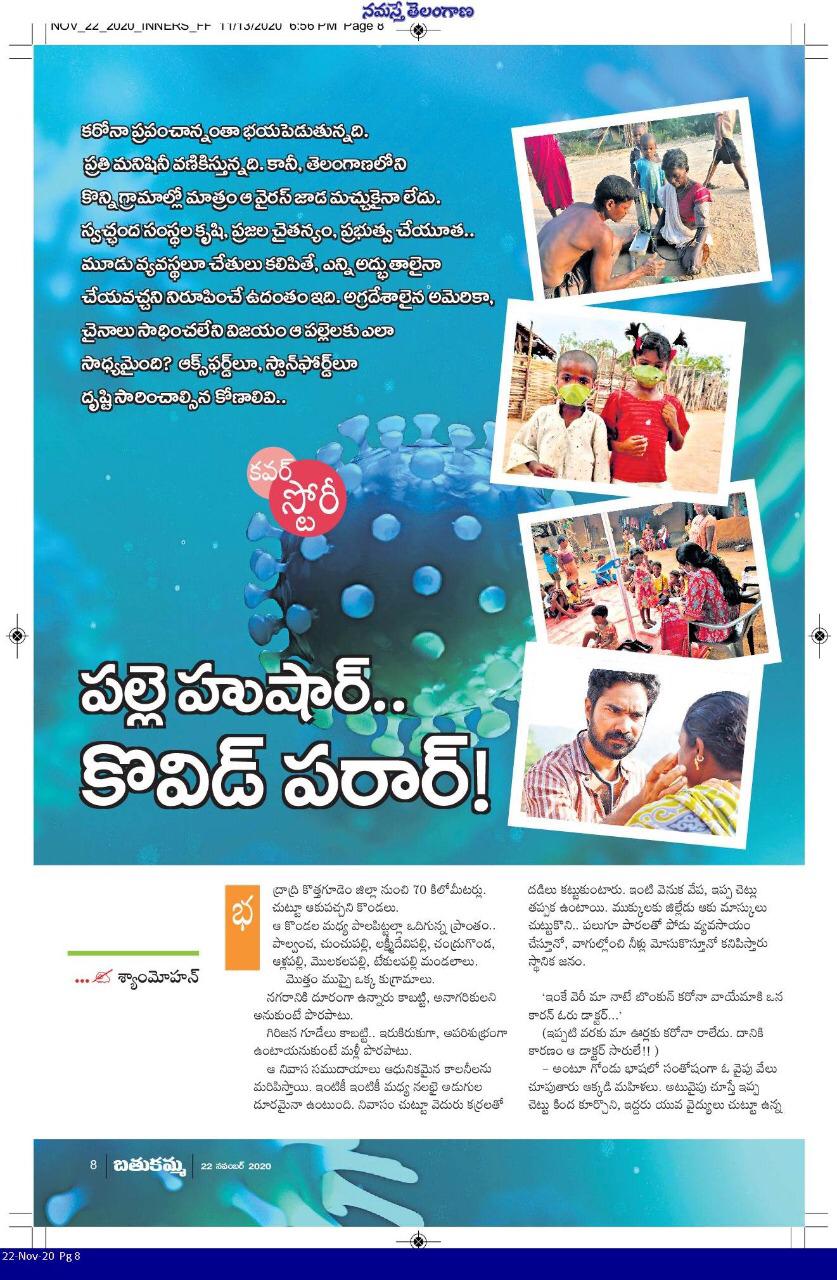 నమస్తే తెలంగాణ
NOV_22_2020_INNERS_FF 11/13/2020 6:56 PM Page 8
కరోనా ప్రపంచాన్నంతా భయపెడుతున్నది.
ప్రతి మనిషినీ వణికిస్తున్నది. కానీ, తెలంగాణలోని
కొన్ని గ్రామాల్లో మాత్రం ఆ వైరస్ జాడ మచ్చుకైనా లేదు.
స్వచ్ఛంద సంస్థల కృషి, ప్రజల చైతన్యం, ప్రభుత్వ చేయూత..
మూడు వ్యవస్థలూ చేతులు కలిపితే, ఎన్ని అద్భుతాలైనా
చేయవచ్చని నిరూపించే ఉదంతం ఇది. అగ్రదేశాలైన అమెరికా,
చైనాలు సాధించలేని విజయం ఆ పల్లెలకు ఎలా
సాధ్యమైంది? ఆక్స్‌ఫర్డ్‌లూ, స్టాన్‌ఫోర్డ్‌లూ
దృష్టి సారించాల్సిన కోణాలివి..
కవర్
స్టోరీ
పల్లె హుషార్..
కొవిడ్ పరార్!
... శ్యాంమోహన్
భద్రాద్రి కొత్తగూడెం జిల్లా నుంచి 70 కిలోమీటర్లు.
చుట్టూ ఆకుపచ్చని కొండలు.
ఆ కొండల మధ్య పాలపిట్టల్లా ఒదిగున్న ప్రాంతం..
పాల్వంచ, చుంచుపల్లి, లక్ష్మీదేవిపల్లి, చంద్రుగొండ,
ఆళ్లపల్లి, మొలకలపల్లి, టేకులపల్లి మండలాలు.
మొత్తం ముప్పై ఒక్క కుగ్రామాలు.
నగరానికి దూరంగా ఉన్నారు కాబట్టి, అనాగరికులని
అనుకుంటే పొరపాటు.
గిరిజన గూడేలు కాబట్టి.. ఇరుకిరుకుగా, అపరిశుభ్రంగా
ఉంటాయనుకుంటే మళ్లీ పొరపాటు.
ఆ నివాస సముదాయాలు ఆధునికమైన కాలనీలను
మరిపిస్తాయి. ఇంటికీ ఇంటికీ మధ్య నలభై అడుగుల
దూరమైనా ఉంటుంది. నివాసం చుట్టూ వెదురు కర్రలతో
దడిలు కట్టుకుంటారు. ఇంటి వెనుక వేప, ఇప్ప చెట్లు
తప్పక ఉంటాయి. ముక్కులకు జిల్లేడు ఆకు మాస్కులు
చుట్టుకొని.. పలుగూ పారలతో పోడు వ్యవసాయం
చేస్తూనో, వాగుల్లోంచి నీళ్లు మోసుకొస్తూనో కనిపిస్తారు
స్థానిక జనం.
'ఇంకే వెరీ మా నాటే బొంకున్ కరోనా వాయేమాకి ఒన
కారన్ ఓరు డాక్టర్...'
(ఇప్పటి వరకు మా ఊర్లకు కరోనా రాలేదు. దానికి
కారణం ఆ డాక్టర్ సారులే!! )
– అంటూ గోండు భాషలో సంతోషంగా ఓ వైపు వేలు
చూపుతారు అక్కడి మహిళలు. అటువైపు చూస్తే ఇప్ప
చెట్టు కింద కూర్చొని, ఇద్దరు యువ వైద్యులు చుట్టూ ఉన్న
8 బతుకమ్మ 22 నవంబర్ 2020
22-Nov-20 Pg 8